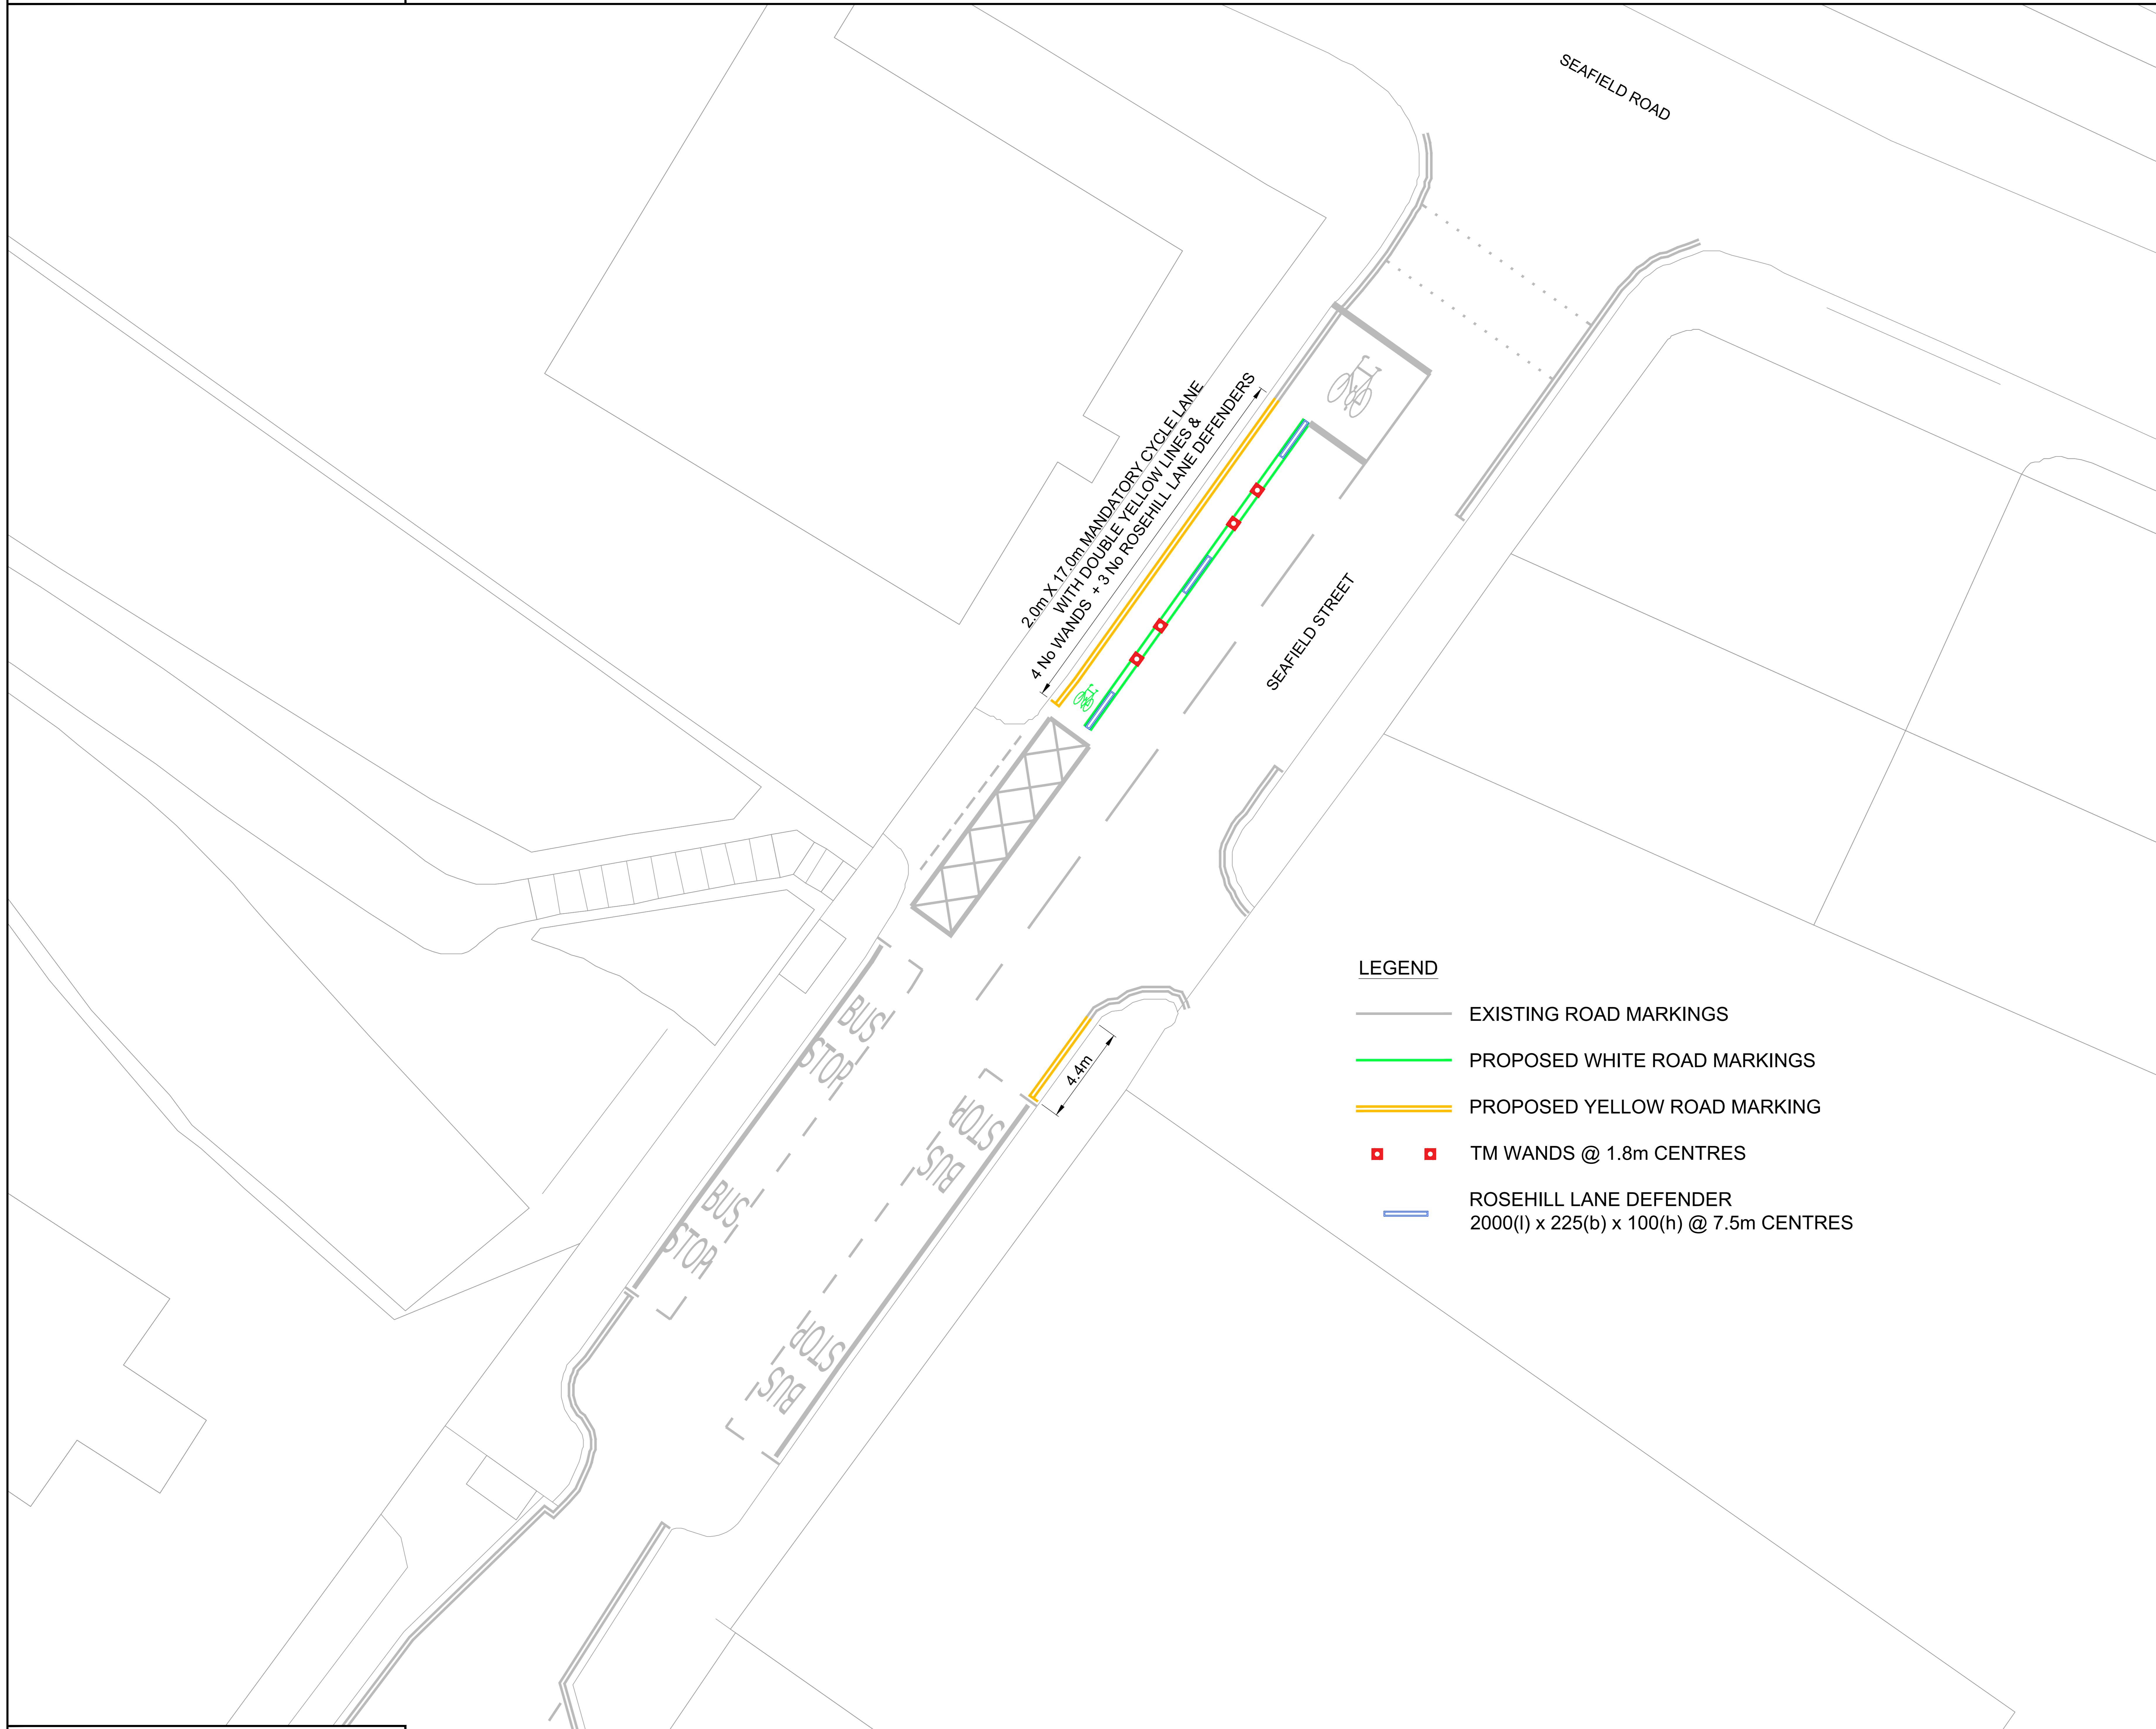 SEAFIELD ROAD
2.0m X 17.0m MANDATORY CYCLE LANE
WITH DOUBLE YELLOW LINES &
4 No WANDS + 3 No ROSEHILL LANE DEFENDERS
SEAFIELD STREET
BUS
STOP
4.4m
STOP
BUS
BUS
STOP
STOP
BUS
LEGEND
EXISTING ROAD MARKINGS
PROPOSED WHITE ROAD MARKINGS
PROPOSED YELLOW ROAD MARKING
TM WANDS @ 1.8m CENTRES
ROSEHILL LANE DEFENDER
2000(l) x 225(b) x 100(h) @ 7.5m CENTRES